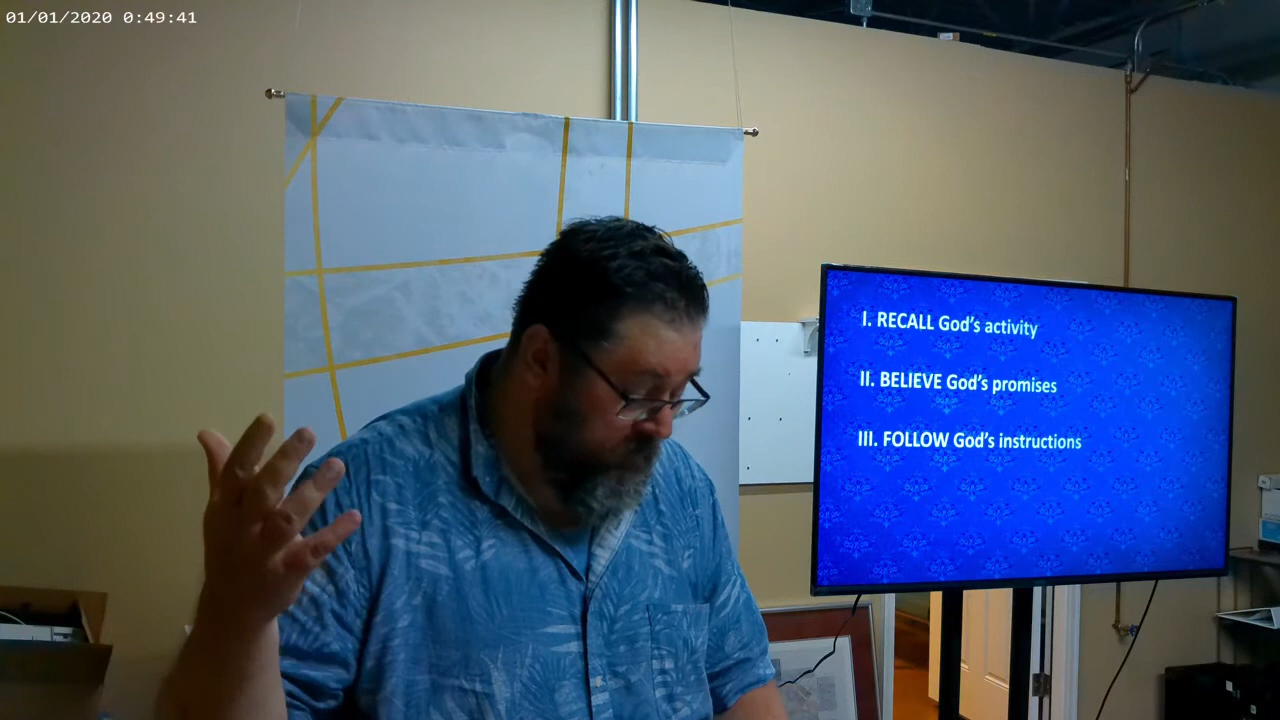 01/01/2020 0:49:41
I. RECALL God's activity
II. BELIEVE God's promises
III. FOLLOW God's instructions